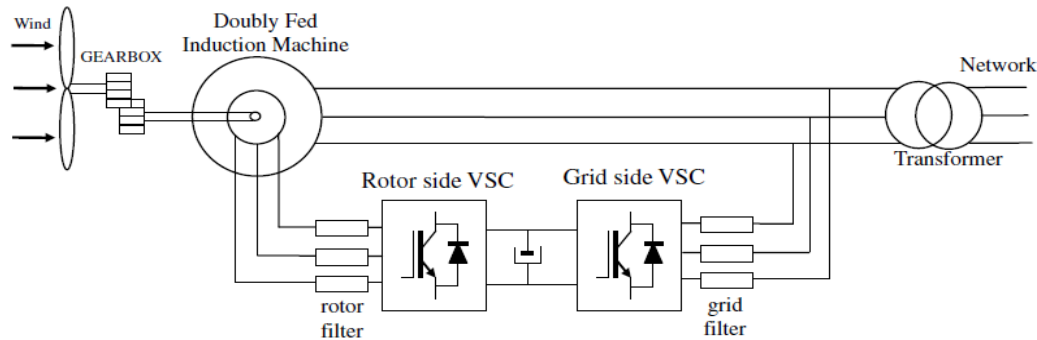 Wind
Doubly Fed
Induction Machine
GEARBOX
Network
Transformer
Rotor side VSC
Grid side VSC
rotor
filter
grid
filter